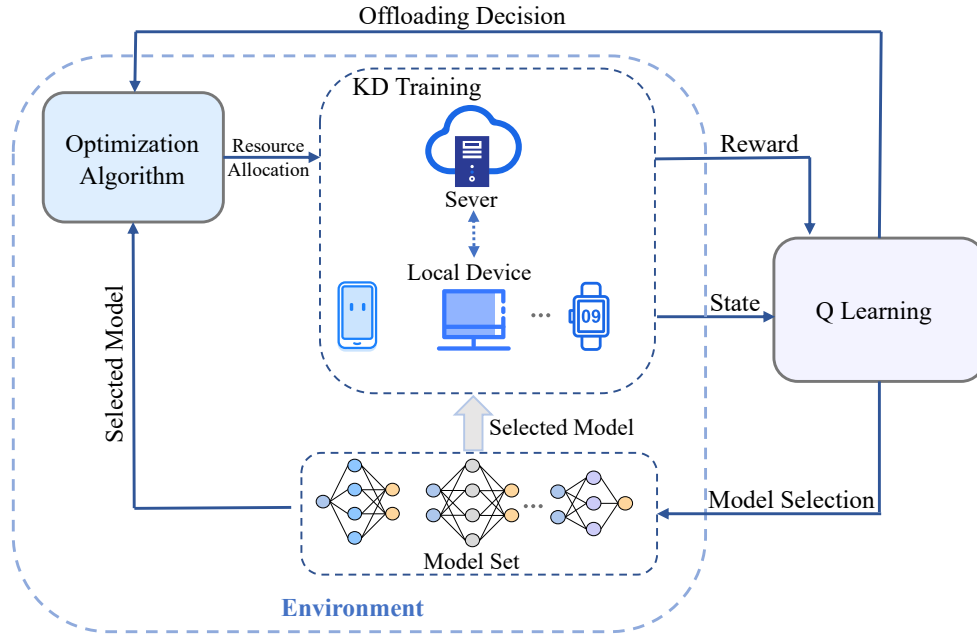 Offloading Decision
KD Training
Optimization
Algorithm
Resource
Allocation
Sever
Reward
Local Device
09
...
State
Q Learning
Selected Model
Selected Model
...
Model Set
Model Selection
Environment